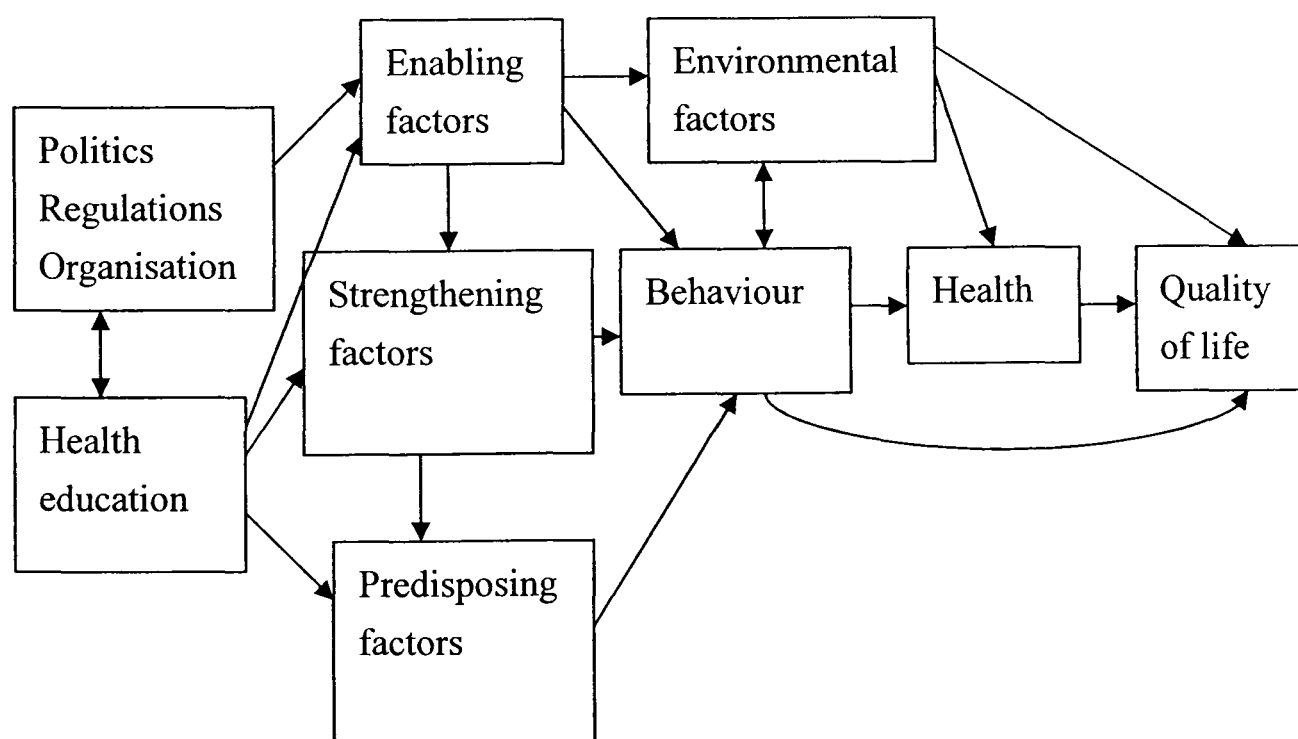 Enabling
factors
Environmental
factors
Politics
Regulations
Organisation
Strengthening
factors
Behaviour
Health
Quality
of life
Health
education
Predisposing
factors